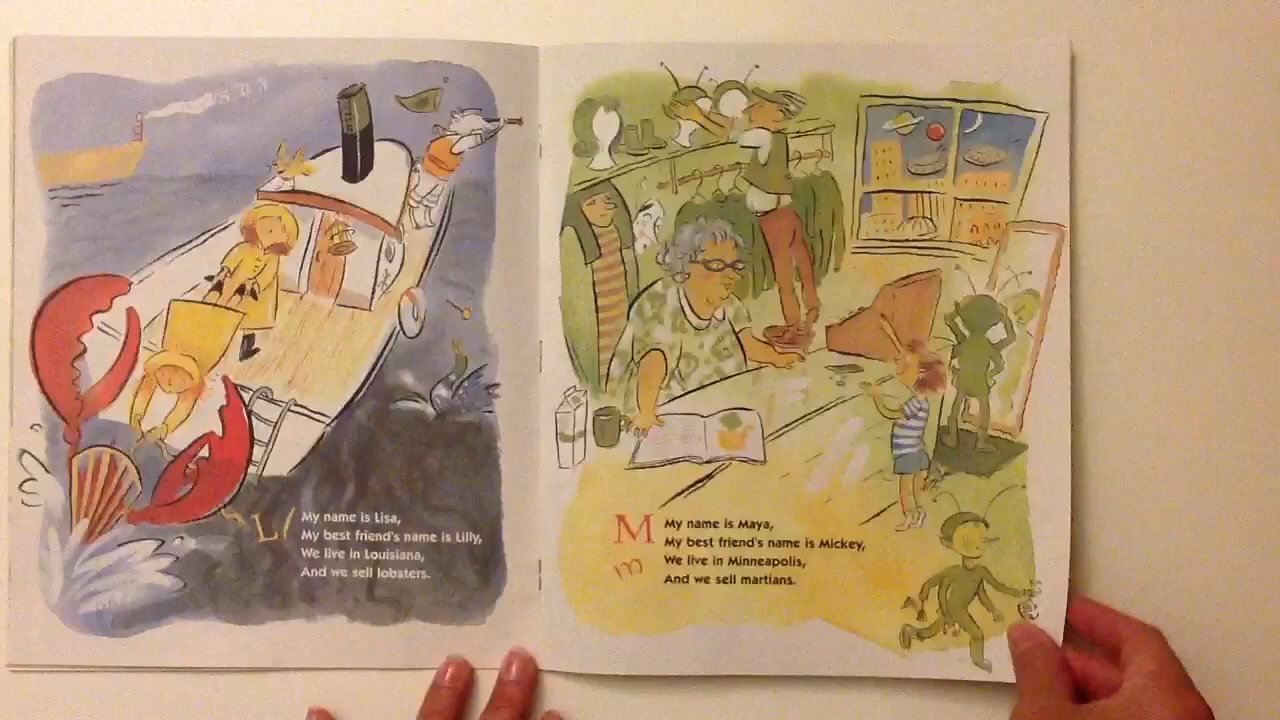 L l
My name is Lisa,
My best friend's name is Lilly,
We live in Louisiana,
And we sell lobsters.
M
m
My name is Maya,
My best friend's name is Mickey,
We live in Minneapolis,
And we sell martians.